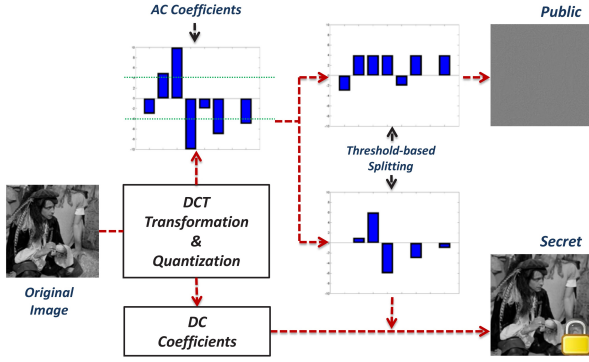 AC Coefficients
Public
Threshold-based
Splitting
DCT
Transformation
&
Quantization
Original
Image
Secret
DC
Coefficients